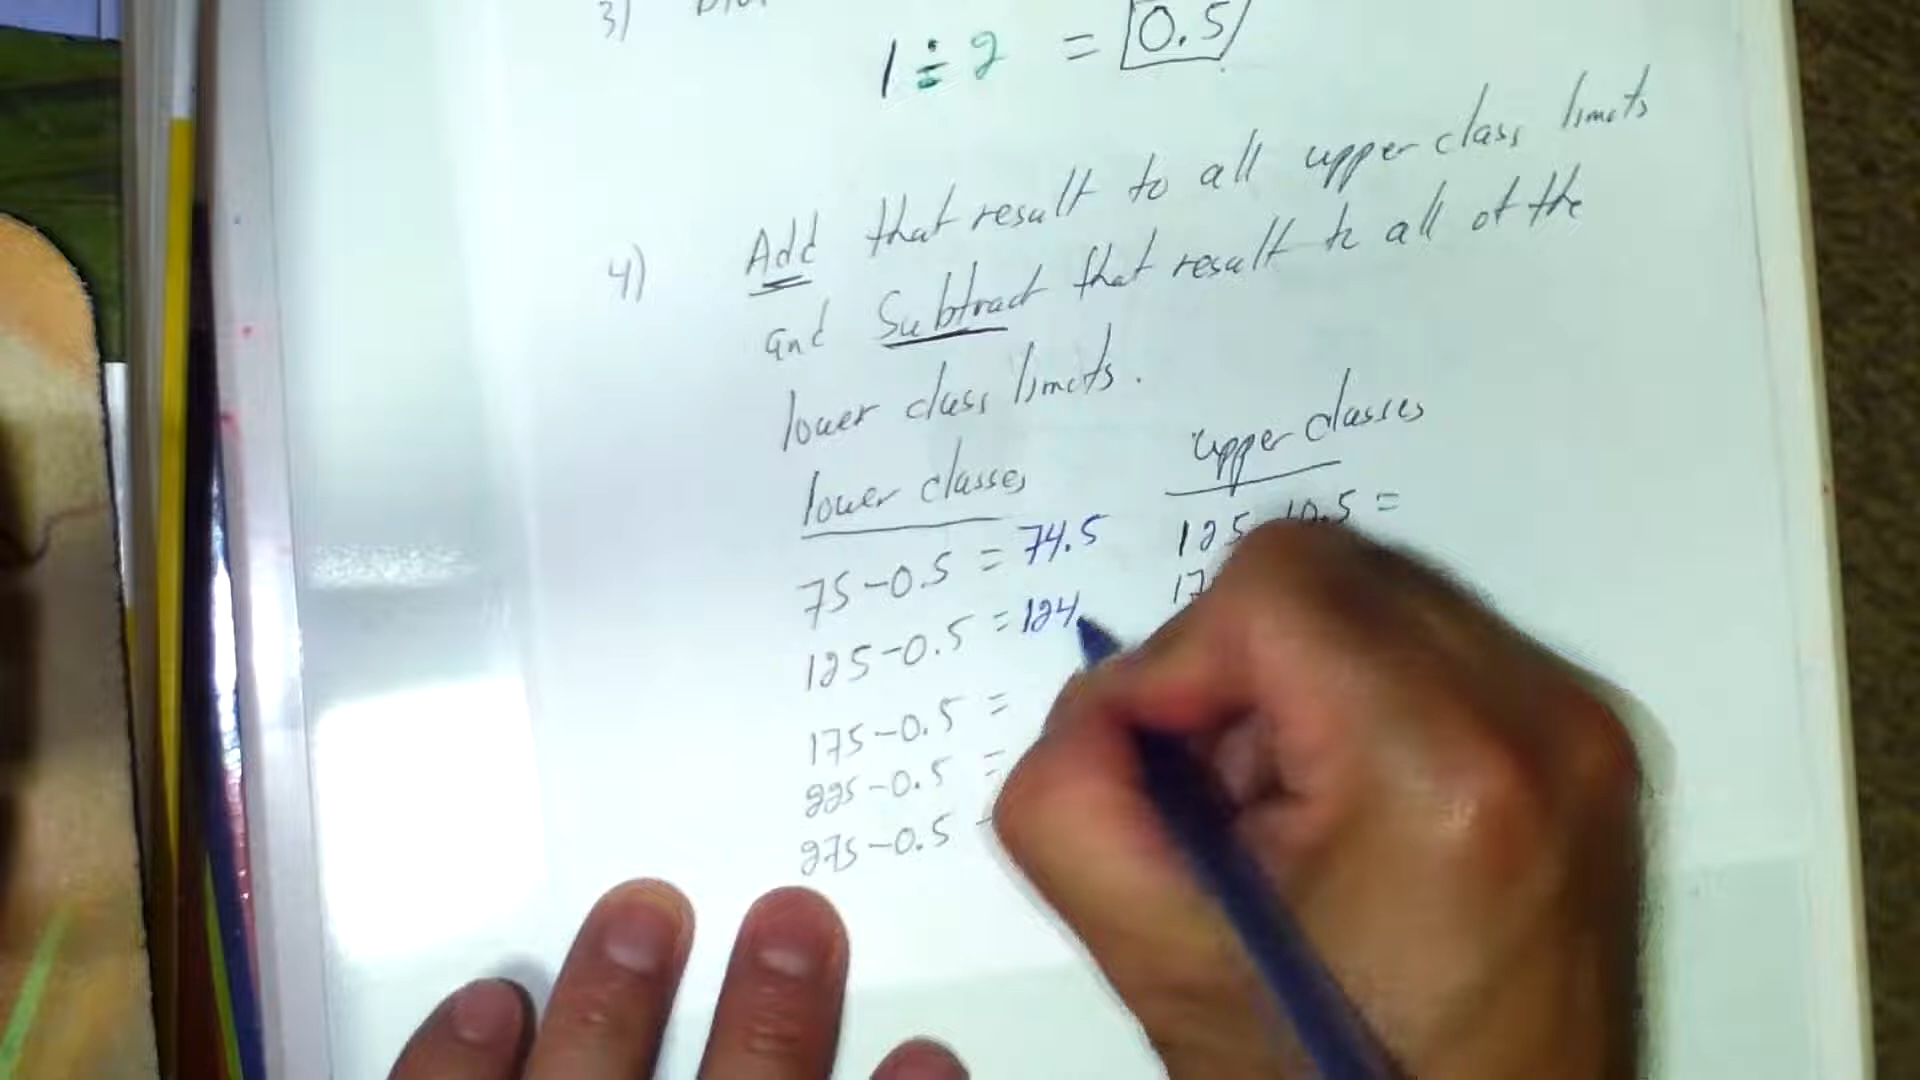 3)
1 ÷ 2 = 0.5
4) Add that result to all upper class limits
and Subtract that result to all of the
lower class limits.
lower classes
upper classes
75-0.5 = 74.5
125 +0.5 =
125-0.5 = 124.
17
175-0.5 =
225-0.5 =
275-0.5